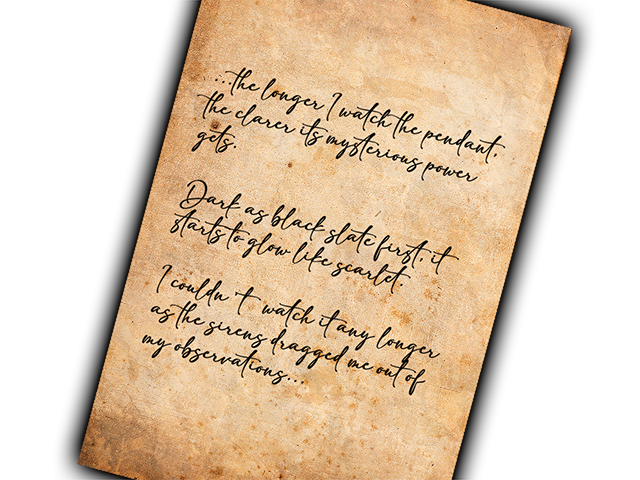 ...the longer I watch the pendant,
the clarer its mysterious power
gets.
Dark as black slate first, it
starts to glow like scarlet.
I couldn't watch it any longer
as the sirens dragged me out of
my observations...